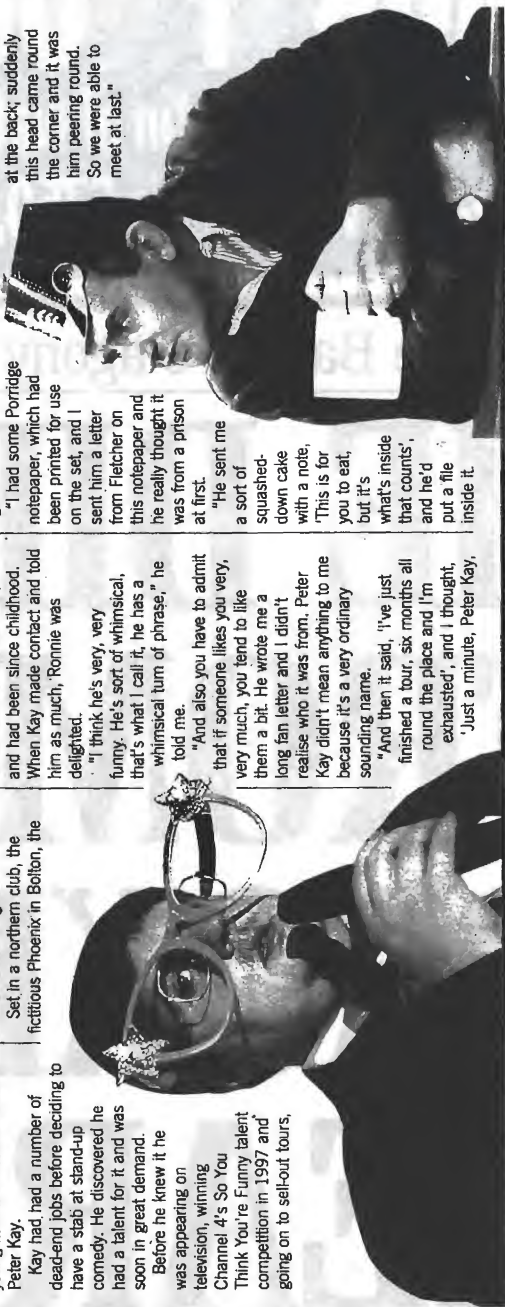 Peter Kay.
Kay had, had a number of
dead-end jobs before deciding to
have a stab at stand-up
comedy. He discovered he
had a talent for it and was
soon in great demand.
Before he knew it he
was appearing on
television, winning
Channel 4's So You
Think You're Funny talent
competition in 1997 and
going on to sell-out tours,
Set in a northern club, the
fictitious Phoenix in Bolton, the
and had been since childhood.
When Kay made contact and told
him as much, Ronnie was
delighted.
"I think he's very, very
funny. He's sort of whimsical,
that's what I call it, he has a
whimsical turn of phrase," he
told me.
"And also you have to admit
that if someone likes you very,
very much, you tend to like
them a bit. He wrote me a
long fan letter and I didn't
realise who it was from, Peter
Kay didn't mean anything to me
because it's a very ordinary
sounding name.
"And then it said, 'I've just
finished a tour, six months all
round the place and I'm
exhausted', and I thought,
'Just a minute, Peter Kay,
"I had some Porridge
notepaper, which had
been printed for use
on the set, and I
sent him a letter
from Fletcher on
this notepaper and
he really thought it
was from a prison
at first.
"He sent me
a sort of
squashed-
down cake
with a note,
'This is for
you to eat,
but it's
what's inside
that counts',
and he'd
put a file
inside it.
at the back; suddenly
this head came round
the corner and it was
him peering round.
So we were able to
meet at last."